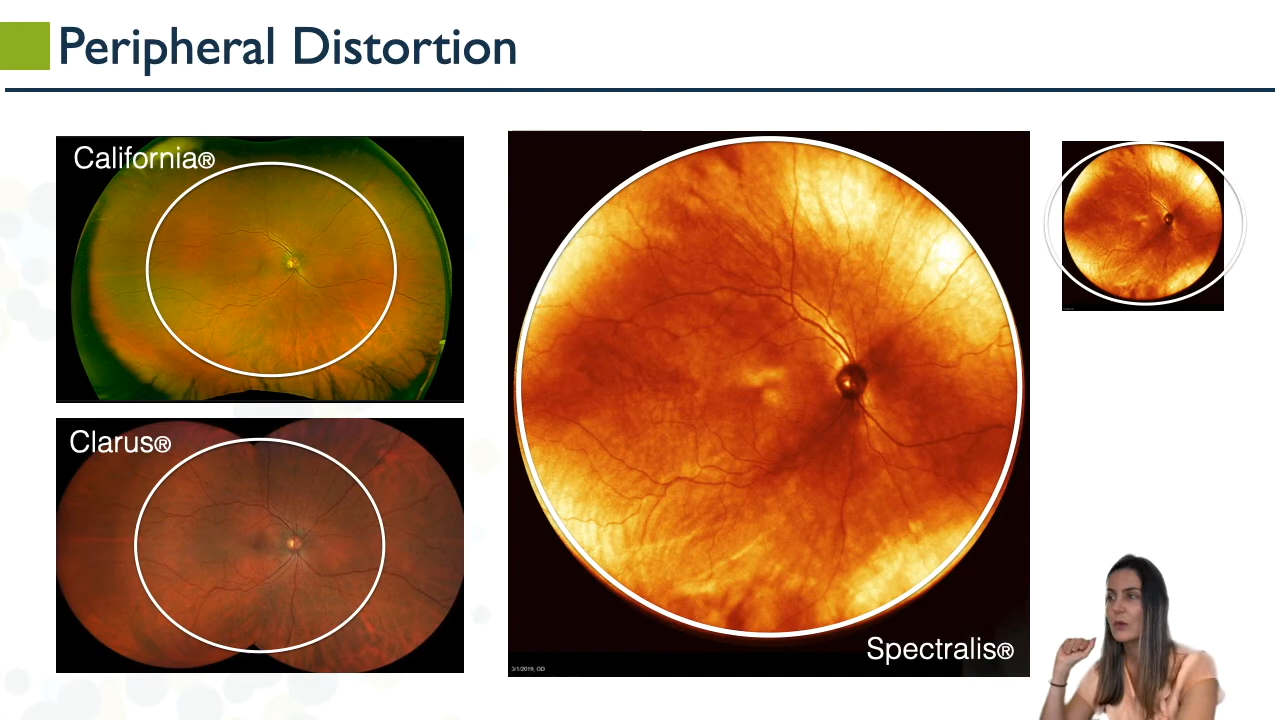 Peripheral Distortion
California®
Clarus®
Spectralis®
3/1/2019, OD